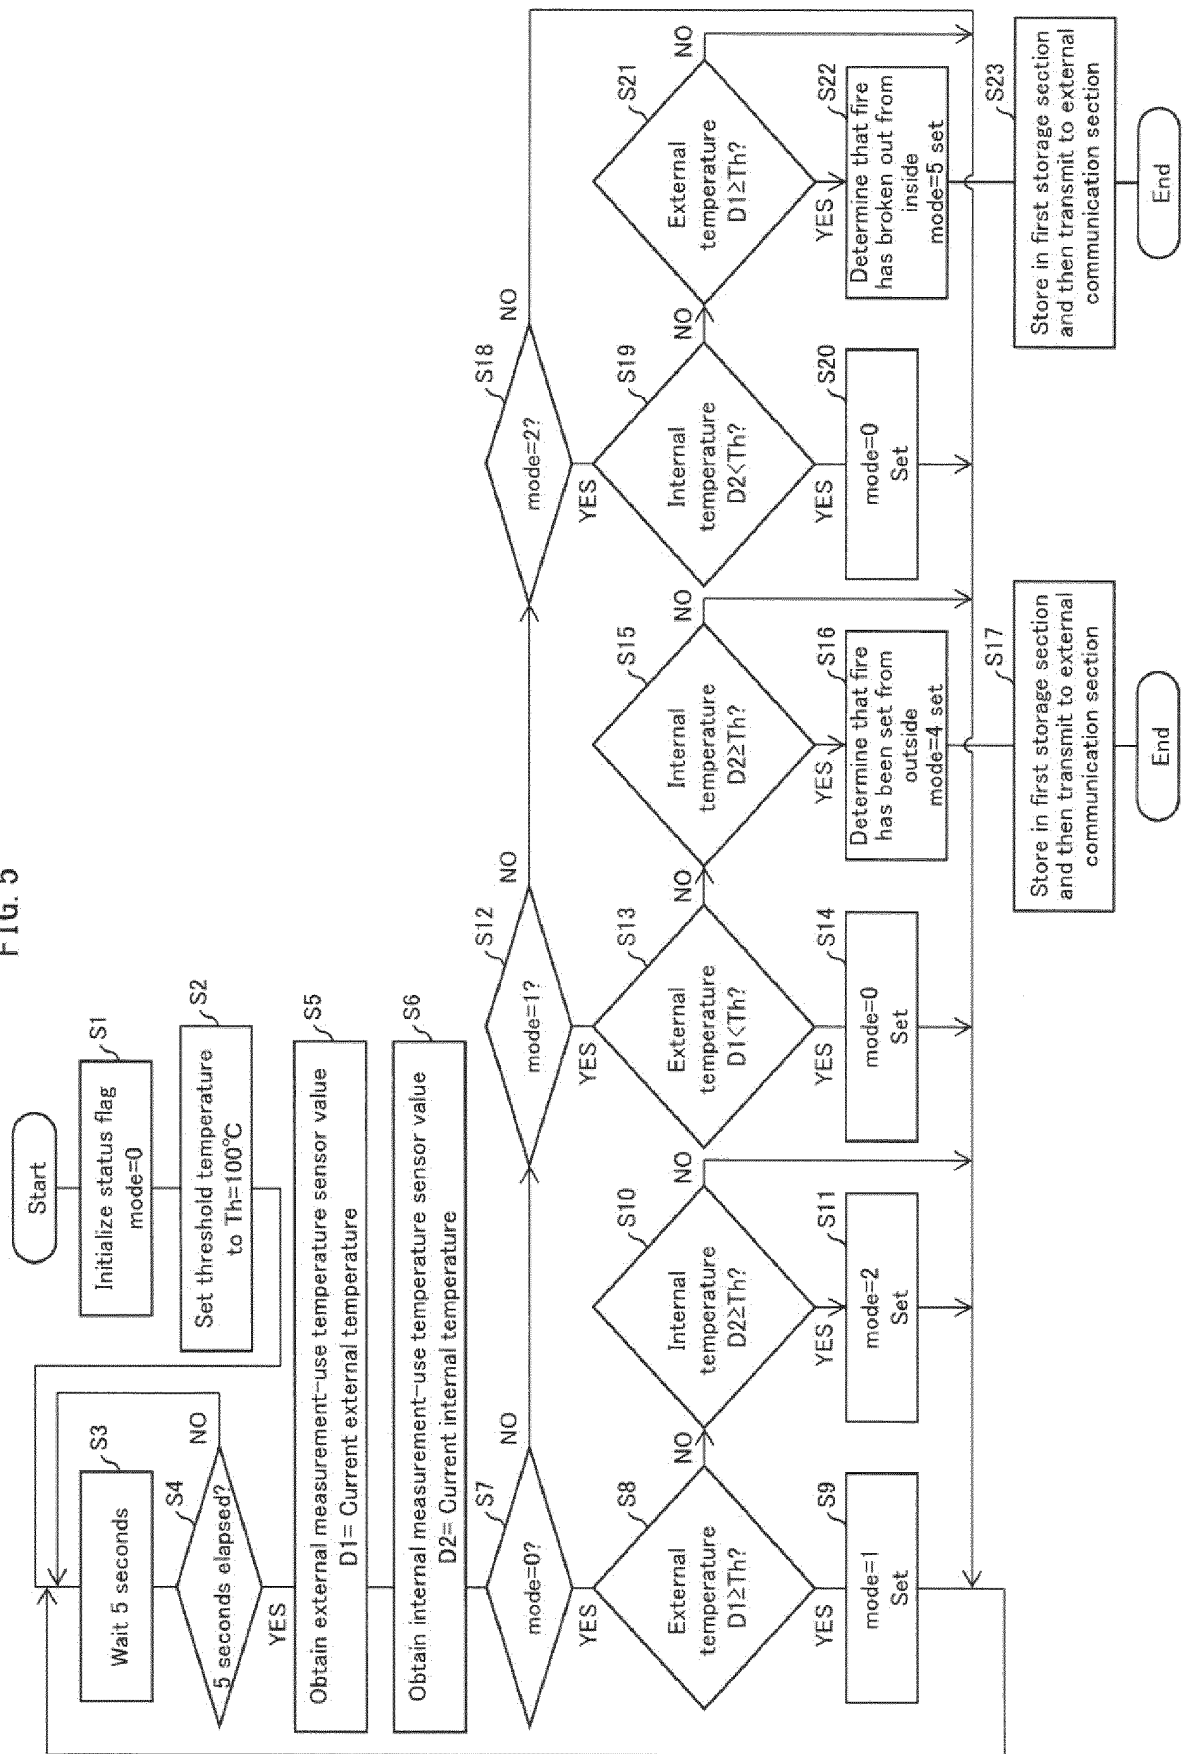 FIG. 5
Start
S1
Initialize status flag
mode=0
S2
Set threshold temperature
to Th=100°C
S3
Wait 5 seconds
S4
5 seconds elapsed?
NO
YES
S5
Obtain external measurement-use temperature sensor value
D1= Current external temperature
S6
Obtain internal measurement-use temperature sensor value
D2= Current internal temperature
S7
mode=0?
NO
YES
S8
External
temperature
D1≥Th?
NO
YES
S9
mode=1
Set
S10
Internal
temperature
D2≥Th?
NO
YES
S11
mode=2
Set
S12
mode=1?
NO
YES
S13
External
temperature
D1<Th?
NO
YES
S14
mode=0
Set
S15
Internal
temperature
D2≥Th?
NO
YES
S16
Determine that fire
has been set from
outside
mode=4 set
S17
Store in first storage section
and then transmit to external
communication section
End
S18
mode=2?
NO
YES
S19
Internal
temperature
D2<Th?
NO
YES
S20
mode=0
Set
S21
External
temperature
D1≥Th?
NO
YES
S22
Determine that fire
has broken out from
inside
mode=5 set
S23
Store in first storage section
and then transmit to external
communication section
End